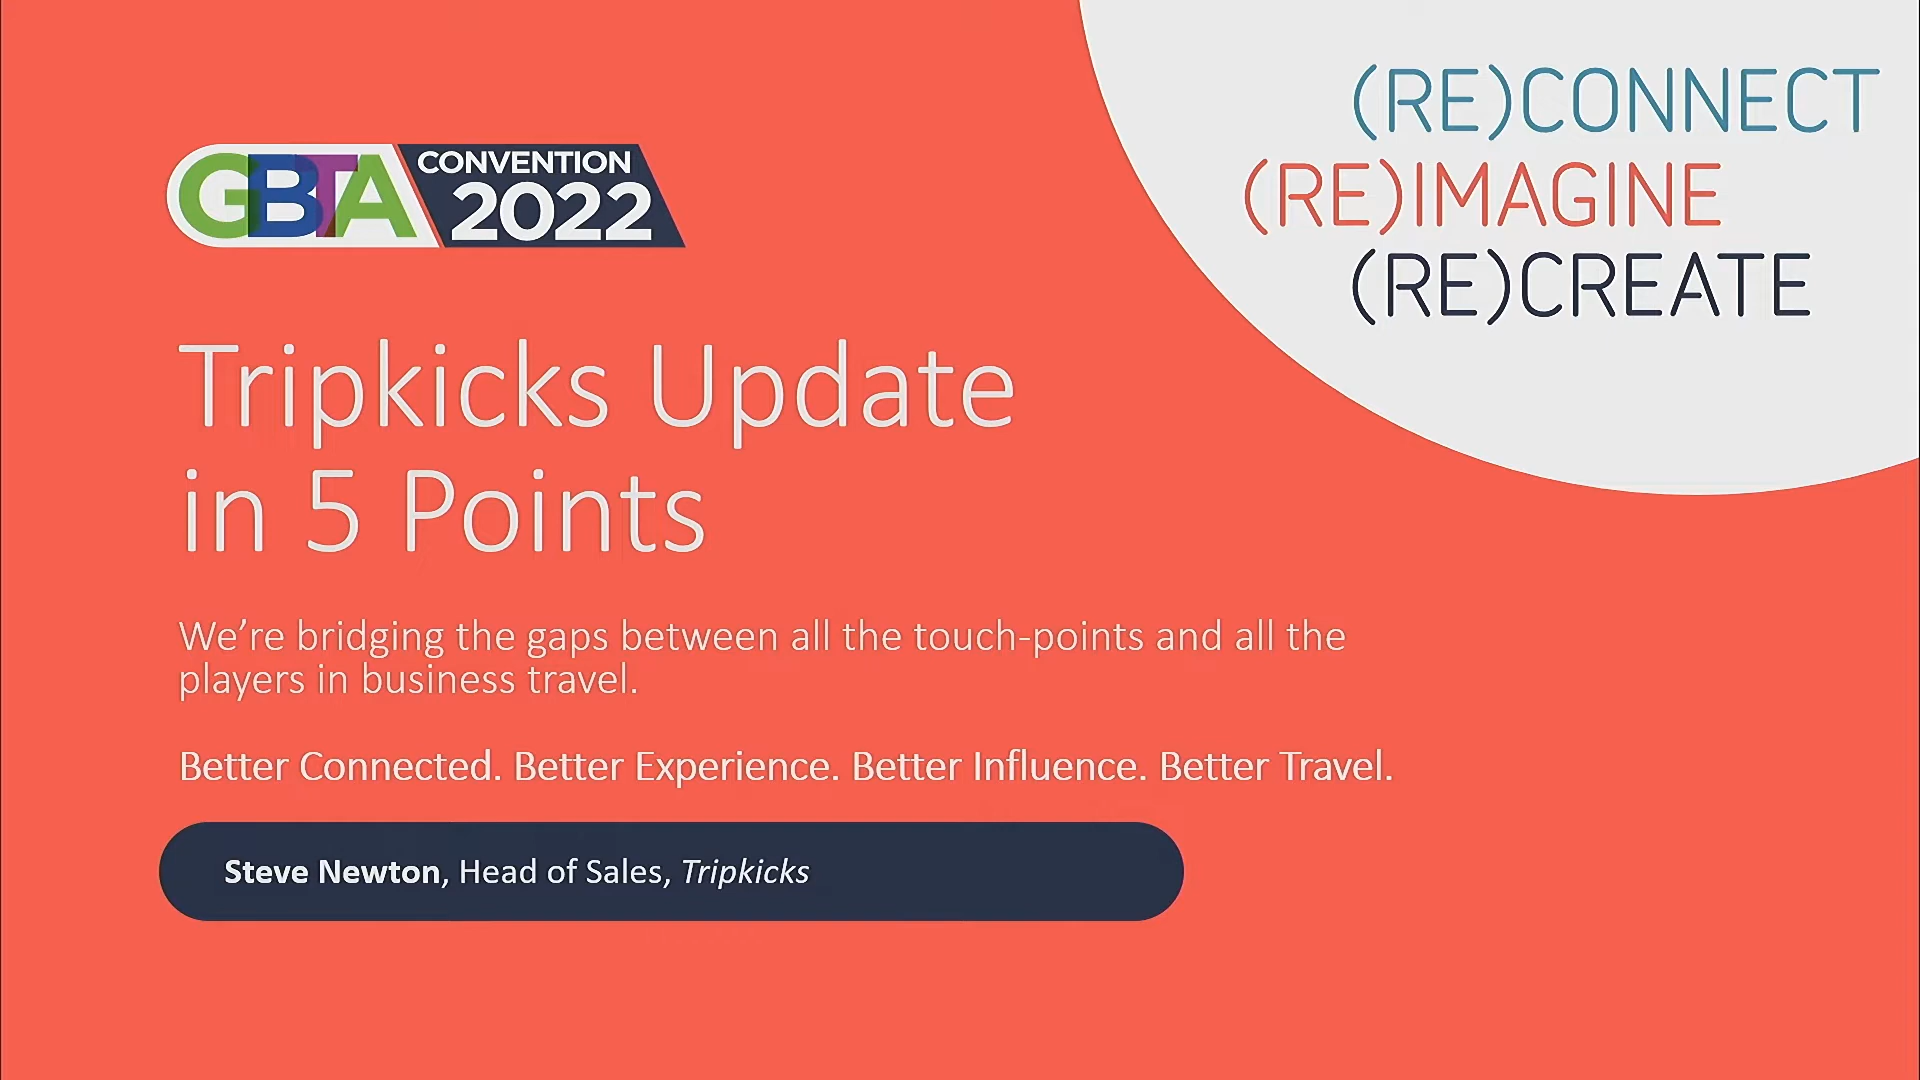 (RE)CONNECT
(RE)IMAGINE
(RE)CREATE
GBTA CONVENTION
2022
Tripkicks Update
in 5 Points
We’re bridging the gaps between all the touch-points and all the
players in business travel.
Better Connected. Better Experience. Better Influence. Better Travel.
Steve Newton, Head of Sales, Tripkicks